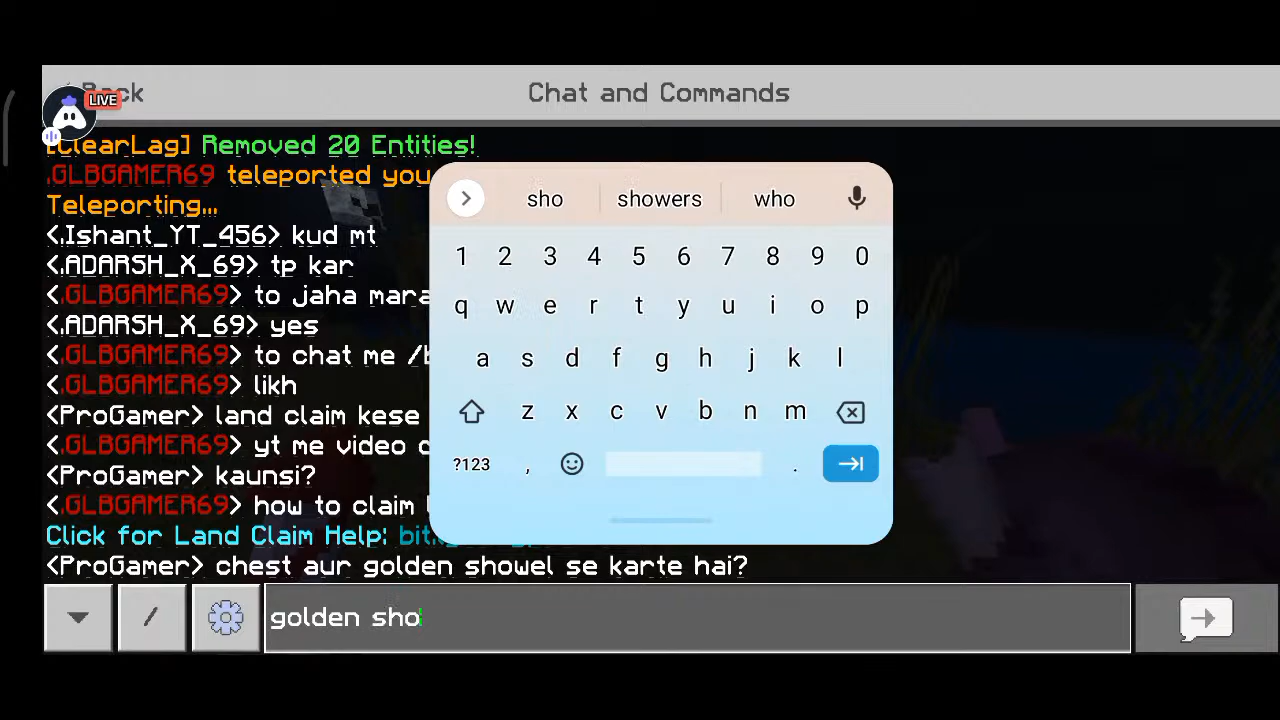 Back
Chat and Commands
LIVE
[ClearLag] Removed 20 Entities!
.GLBGAMER69 teleported you
Teleporting...
<.Ishant_YT_456> kud mt
<.ADARSH_X_69> tp kar
<.GLBGAMER69> to jaha mara
<.ADARSH_X_69> yes
<.GLBGAMER69> to chat me
<.GLBGAMER69> likh
<ProGamer> land claim kese
<.GLBGAMER69> yt me video
<ProGamer> kaunsi?
<.GLBGAMER69> how to claim
Click for Land Claim Help:
<ProGamer> chest aur golden showel se karte hai?
sho showers who
1 2 3 4 5 6 7 8 9 0
q w e r t y u i o p
a s d f g h j k l
z x c v b n m
?123 , .
/ golden sho